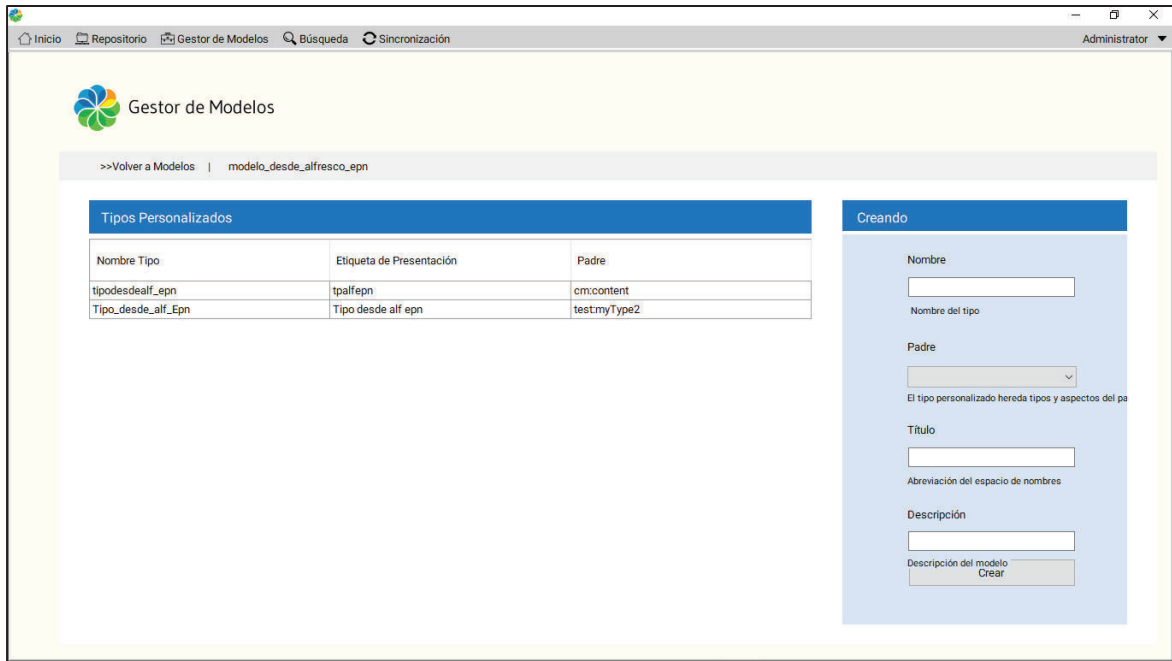 Inicio Repositorio Gestor de Modelos Búsqueda Sincronización Administrator
Gestor de Modelos
>>Volver a Modelos | modelo_desde_alfresco_epn
Tipos Personalizados
Nombre Tipo Etiqueta de Presentación Padre
tipodesdealf_epn tpalfepn cm:content
Tipo_desde_alf_Epn Tipo desde alf epn test:myType2
Creando
Nombre
Nombre del tipo
Padre
El tipo personalizado hereda tipos y aspectos del pa
Título
Abreviación del espacio de nombres
Descripción
Descripción del modelo
Crear